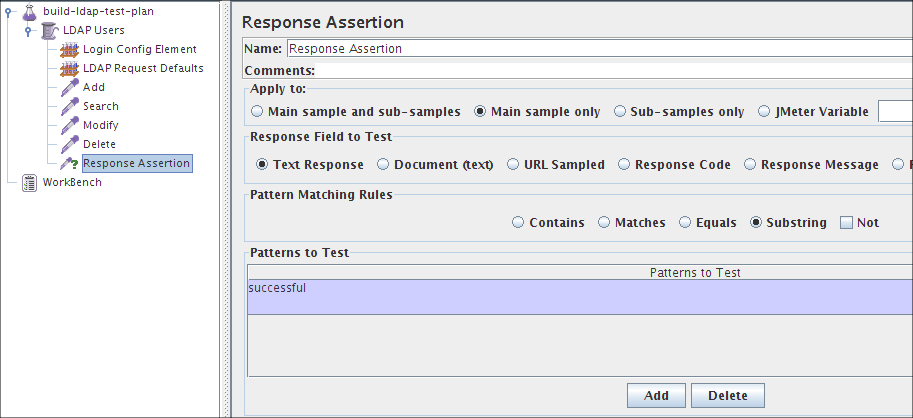 build-ldap-test-plan
LDAP Users
Login Config Element
LDAP Request Defaults
Add
Search
Modify
Delete
Response Assertion
WorkBench
Response Assertion
Name: Response Assertion
Comments:
Apply to:
Main sample and sub-samples Main sample only Sub-samples only JMeter Variable
Response Field to Test
Text Response Document (text) URL Sampled Response Code Response Message
Pattern Matching Rules
Contains Matches Equals Substring Not
Patterns to Test
Patterns to Test
successful
Add Delete